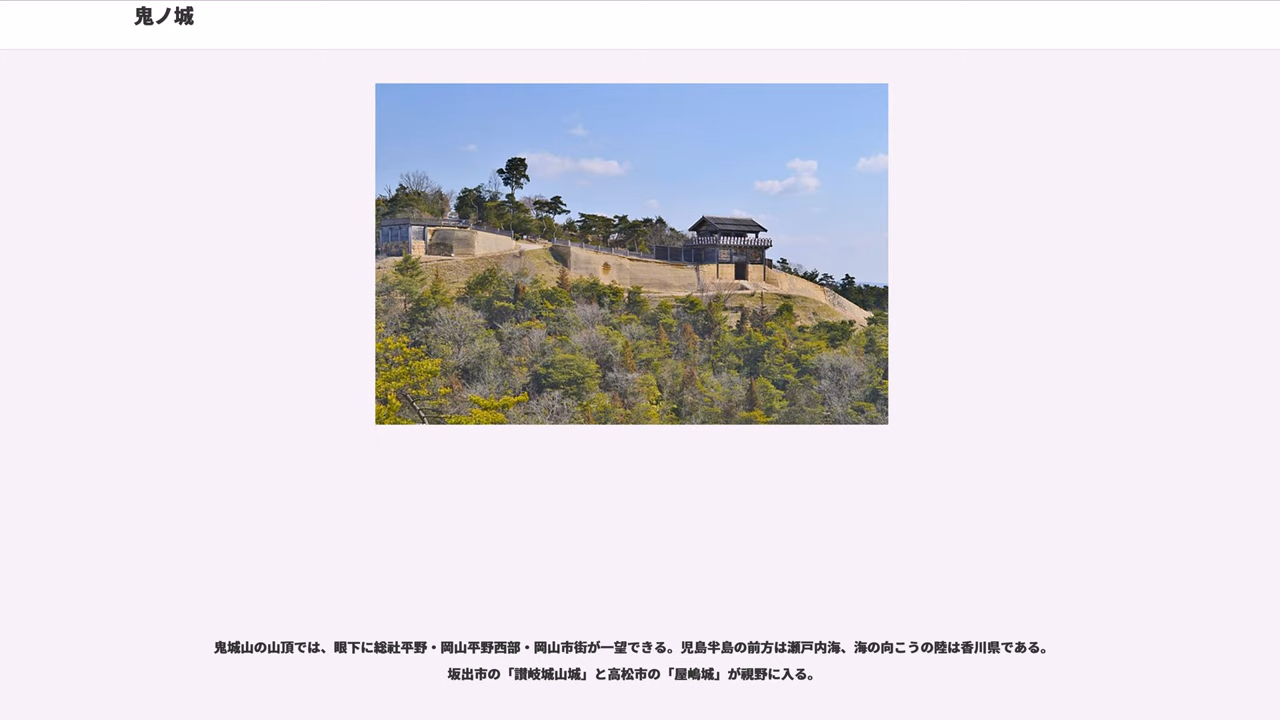 鬼ノ城
鬼城山の山頂では、眼下に総社平野・岡山平野西部・岡山市街が一望できる。児島半島の前方は瀬戸内海、海の向こうの陸は香川県である。
坂出市の「讃岐城山城」と高松市の「屋嶋城」が視野に入る。